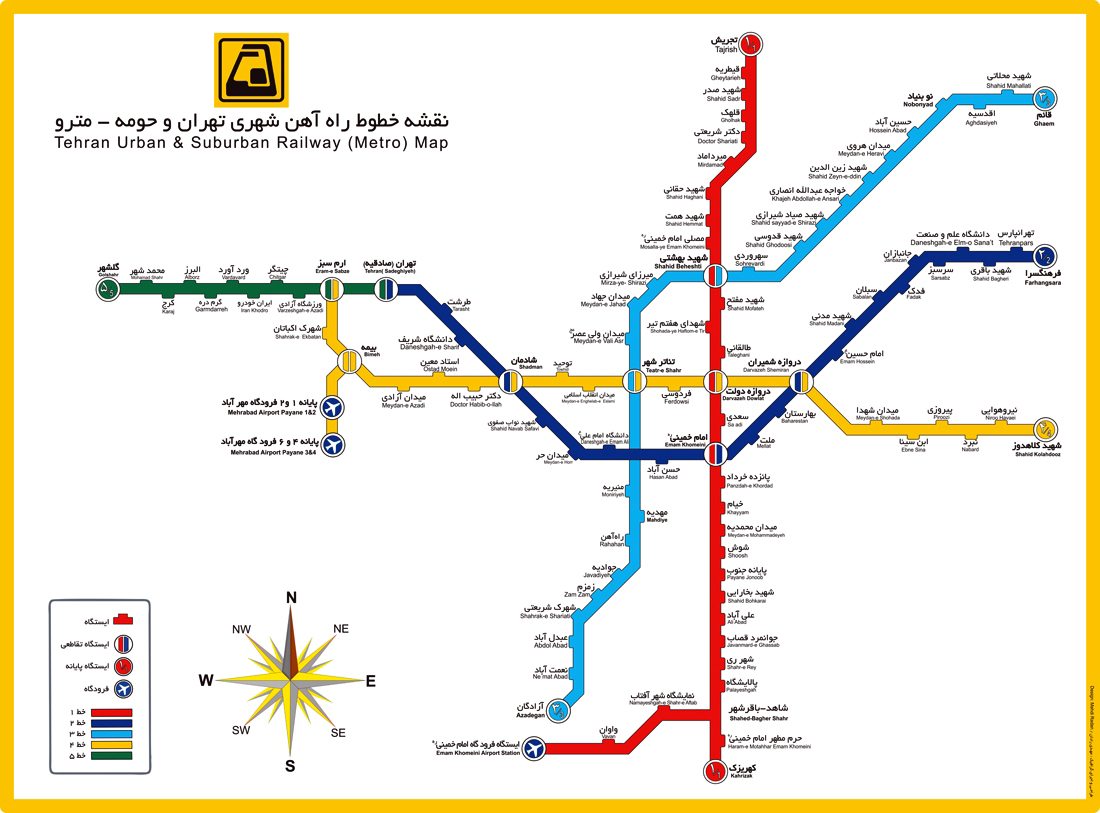 نقشه خطوط راه آهن شهری تهران و حومه - مترو
Tehran Urban & Suburban Railway (Metro) Map
تجریش
Tajrish
قیطریه
Gheytarieh
شهید صدر
Shahid Sadr
قلهک
Gholhak
دکتر شریعتی
Doctor Shariati
میرداماد
Mirdamad
شهید حقانی
Shahid Haghani
شهید همت
Shahid Hemmat
مصلی امام خمینی
Mosalla-ye Emam Khomeini
شهید بهشتی
Shahid Beheshti
شهید مفتح
Shahid Mofateh
شهدای هفتم تیر
Shohada-ye Haftom-e Tir
طالقانی
Taleghani
دروازه دولت
Darvazeh Dowlat
سعدی
Sa adi
امام خمینی
Emam Khomeini
پانزده خرداد
Panzdah-e Khordad
خیام
Khayyam
میدان محمدیه
Meydan-e Mohammadeyeh
شوش
Shoosh
پایانه جنوب
Payane Jonoob
شهید بخارایی
Shahid Bohkarai
علی آباد
Ali Abad
جوانمرد قصاب
Javanmard-e Ghassab
شهر ری
Shahr-e Rey
پالایشگاه
Palayeshgah
شاهد-باقرشهر
Shahed-Bagher Shahr
حرم مطهر امام خمینی
Haram-e Motahhar Emam Khomeini
کهریزک
Kahrizak
نمایشگاه شهر آفتاب
Namayeshgah-e Shahr-e Aftab
واوان
Vavan
ایستگاه فرودگاه امام خمینی
Emam Khomeini Airport Station
شهید محلاتی
Shahid Mahallati
قائم
Ghaem
اقدسیه
Aghdasiyeh
نوبنیاد
Nobonyad
حسین آباد
Hossein Abad
میدان هروی
Meydan-e Heravi
شهید زین الدین
Shahid Zeyn-e-ddin
خواجه عبدالله انصاری
Khajeh Abdollah-e Ansari
شهید صیاد شیرازی
Shahid sayyad-e Shirazi
شهید قدوسی
Shahid Ghodoosi
سهروردی
Sohrevardi
میرزای شیرازی
Mirza-ye- Shirazi
میدان جهاد
Meydan-e Jahad
میدان ولی عصر
Meydan-e Vali Asr
تئاتر شهر
Teatr-e Shahr
دانشگاه امام علی
Daneshgah-e Emam Ali
منیریه
Moniriyeh
مهدیه
Mahdiye
راه‌آهن
Rahahan
جوادیه
Javadiyeh
زمزم
Zam Zam
شهرک شریعتی
Shahrak-e Shariati
عبدل آباد
Abdol Abad
نعمت آباد
Ne'mat Abad
آزادگان
Azadegan
تهرانپارس
Tehranpars
دانشگاه علم و صنعت
Daneshgah-e Elm-o Sana't
فرهنگسرا
Farhangsara
شهید باقری
Shahid Bagheri
سرسبز
Sarsabz
جانبازان
Janbazan
فدک
Fadak
سبلان
Sabalan
شهید مدنی
Shahid Madani
امام حسین
Emam Hossein
دروازه شمیران
Darvazeh Shemiran
بهارستان
Baharestan
ملت
Mellat
حسن آباد
Hasan Abad
میدان حر
Meydan-e Horr
شهید نواب صفوی
Shahid Navab Safavi
شادمان
Shadman
دانشگاه شریف
Daneshgah-e Sharif
طرشت
Tarasht
تهران (صادقیه)
Tehran( Sadeghiyeh)
ارم سبز
Eram-e Sabze
چیتگر
Chitgar
ورد آورد
Vardavard
البرز
Alborz
محمد شهر
Mohamad Shahr
گلشهر
Golshahr
کرج
Karaj
گرم دره
Garmdarreh
ایران خودرو
Iran Khodro
ورزشگاه آزادی
Varzeshgah-e Azadi
شهرک اکباتان
Shahrak-e Ekbatan
بیمه
Bimeh
پایانه ۱ و ۲ فرودگاه مهر آباد
Mehrabad Airport Payane 1&2
پایانه ۴ و ۶ فرود گاه مهرآباد
Mehrabad Airport Payane 3&4
استاد معین
Ostad Moein
میدان آزادی
Meydan-e Azadi
دکتر حبیب اله
Doctor Habib-o-llah
توحید
میدان انقلاب اسلامی
Meydan-e Enghelab-e Eslami
فردوسی
Ferdowsi
میدان شهدا
Meydan-e Shohada
ابن سینا
Ebne Sina
پیروزی
Piroozi
نبرد
Nabard
نیروهوایی
Niroo Havaei
شهید کلاهدوز
Shahid Kolahdooz
ایستگاه
ایستگاه تقاطعی
ایستگاه پایانه
فرودگاه
خط ۱
خط ۲
خط ۳
خط ۴
خط ۵
N
NE
E
SE
S
SW
W
NW